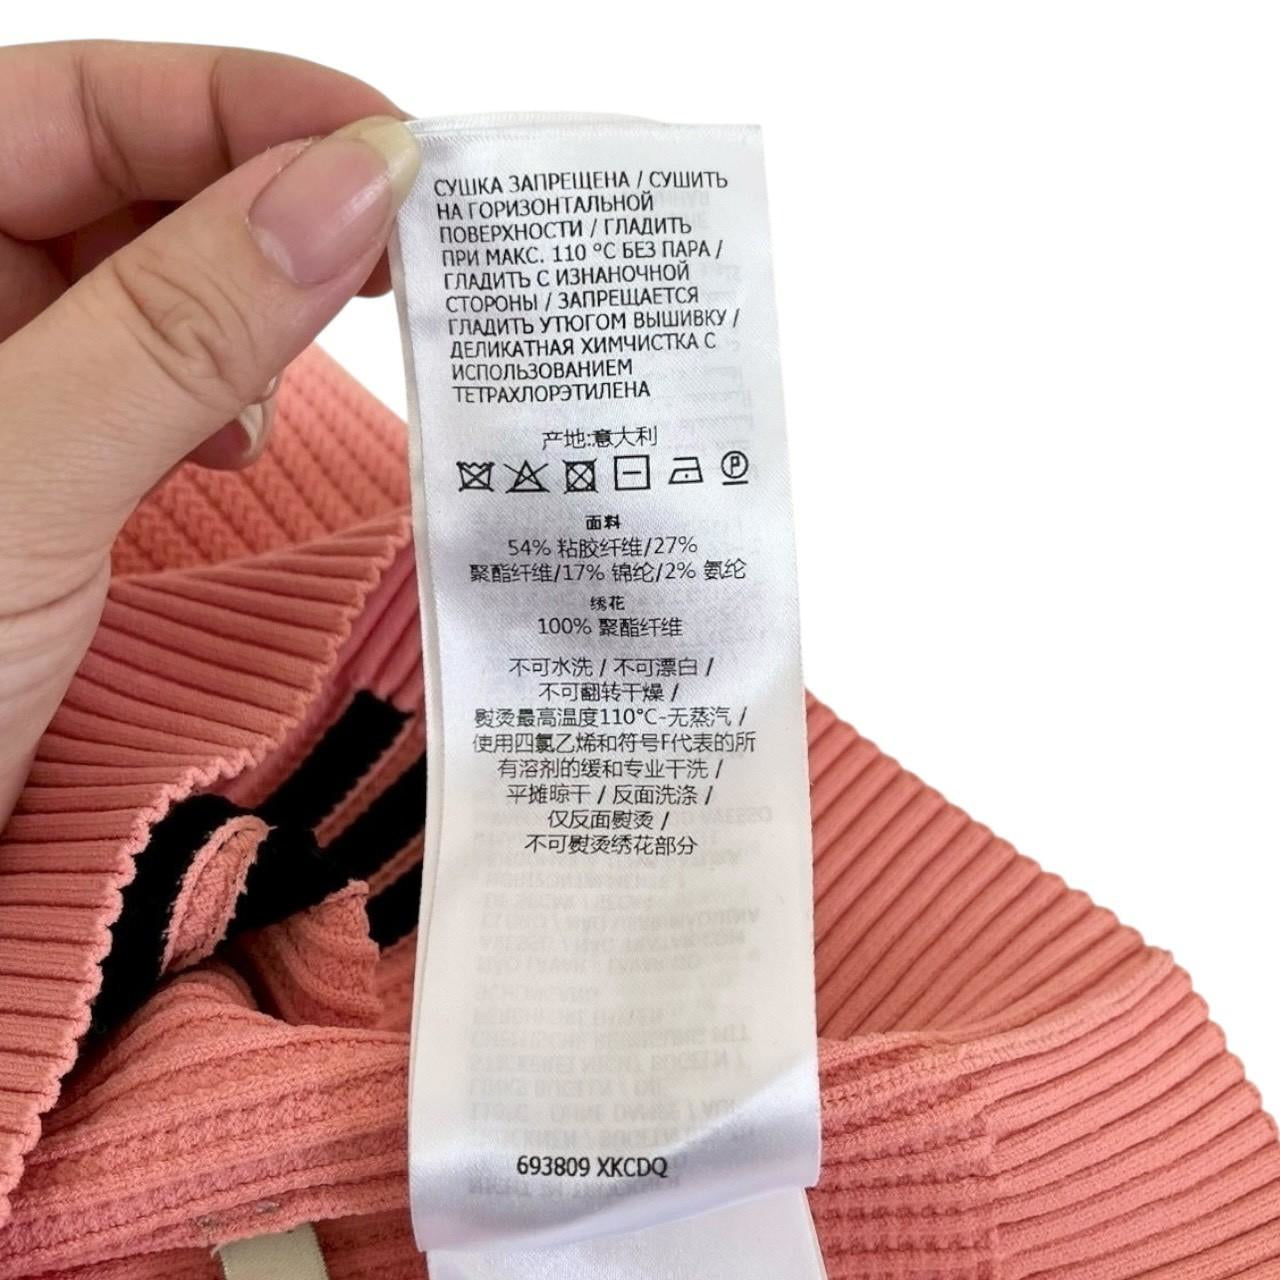 СУШКА ЗАПРЕЩЕНА / СУШИТЬ
НА ГОРИЗОНТАЛЬНОЙ
ПОВЕРХНОСТИ / ГЛАДИТЬ
ПРИ МАКС. 110 °C БЕЗ ПАРА /
ГЛАДИТЬ С ИЗНАНОЧНОЙ
СТОРОНЫ / ЗАПРЕЩАЕТСЯ
ГЛАДИТЬ УТЮГОМ ВЫШИВКУ /
ДЕЛИКАТНАЯ ХИМЧИСТКА С
ИСПОЛЬЗОВАНИЕМ
ТЕТРАХЛОРЭТИЛЕНА
产地:意大利
P
面料
54% 粘胶纤维/27%
聚酯纤维/17% 锦纶/2% 氨纶
绣花
100% 聚酯纤维
不可水洗 / 不可漂白 /
不可翻转干燥 /
熨烫最高温度110°C-无蒸汽 /
使用四氯乙烯和符号F代表的所
有溶剂的缓和专业干洗 /
平摊晾干 / 反面洗涤 /
仅反面熨烫 /
不可熨烫绣花部分
693809 XKCDQ